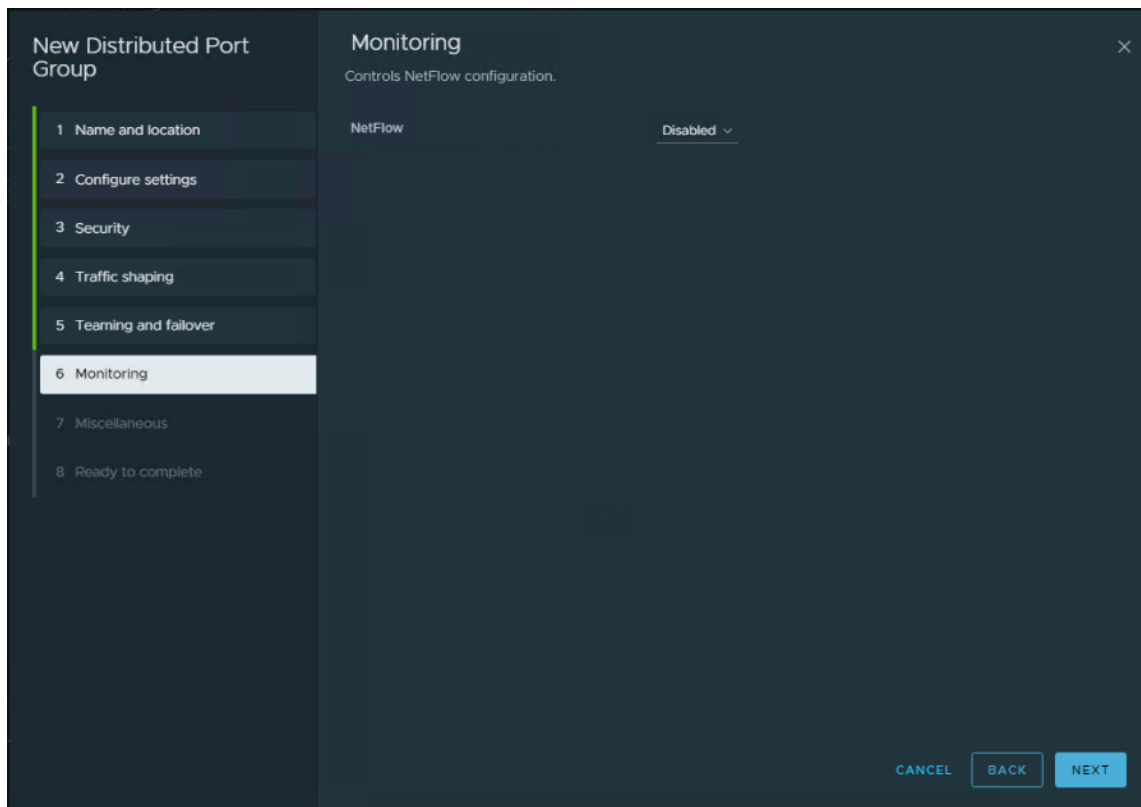 New Distributed Port
Group
1 Name and location
2 Configure settings
3 Security
4 Traffic shaping
5 Teaming and failover
6 Monitoring
7 Miscellaneous
8 Ready to complete
Monitoring
Controls NetFlow configuration.
NetFlow
Disabled
CANCEL
BACK
NEXT